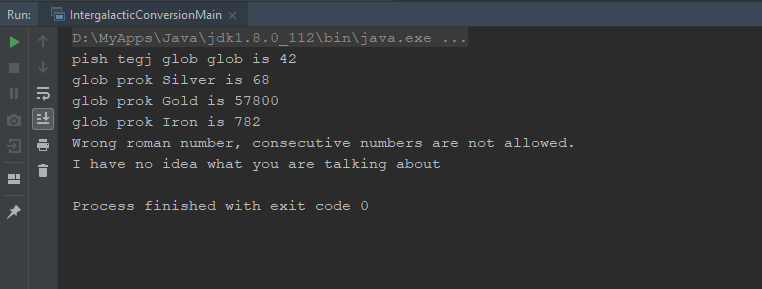 Run: IntergalacticConversionMain ×
D:\MyApps\Java\jdk1.8.0_112\bin\java.exe ...
pish tegj glob glob is 42
glob prok Silver is 68
glob prok Gold is 57800
glob prok Iron is 782
Wrong roman number, consecutive numbers are not allowed.
I have no idea what you are talking about
Process finished with exit code 0